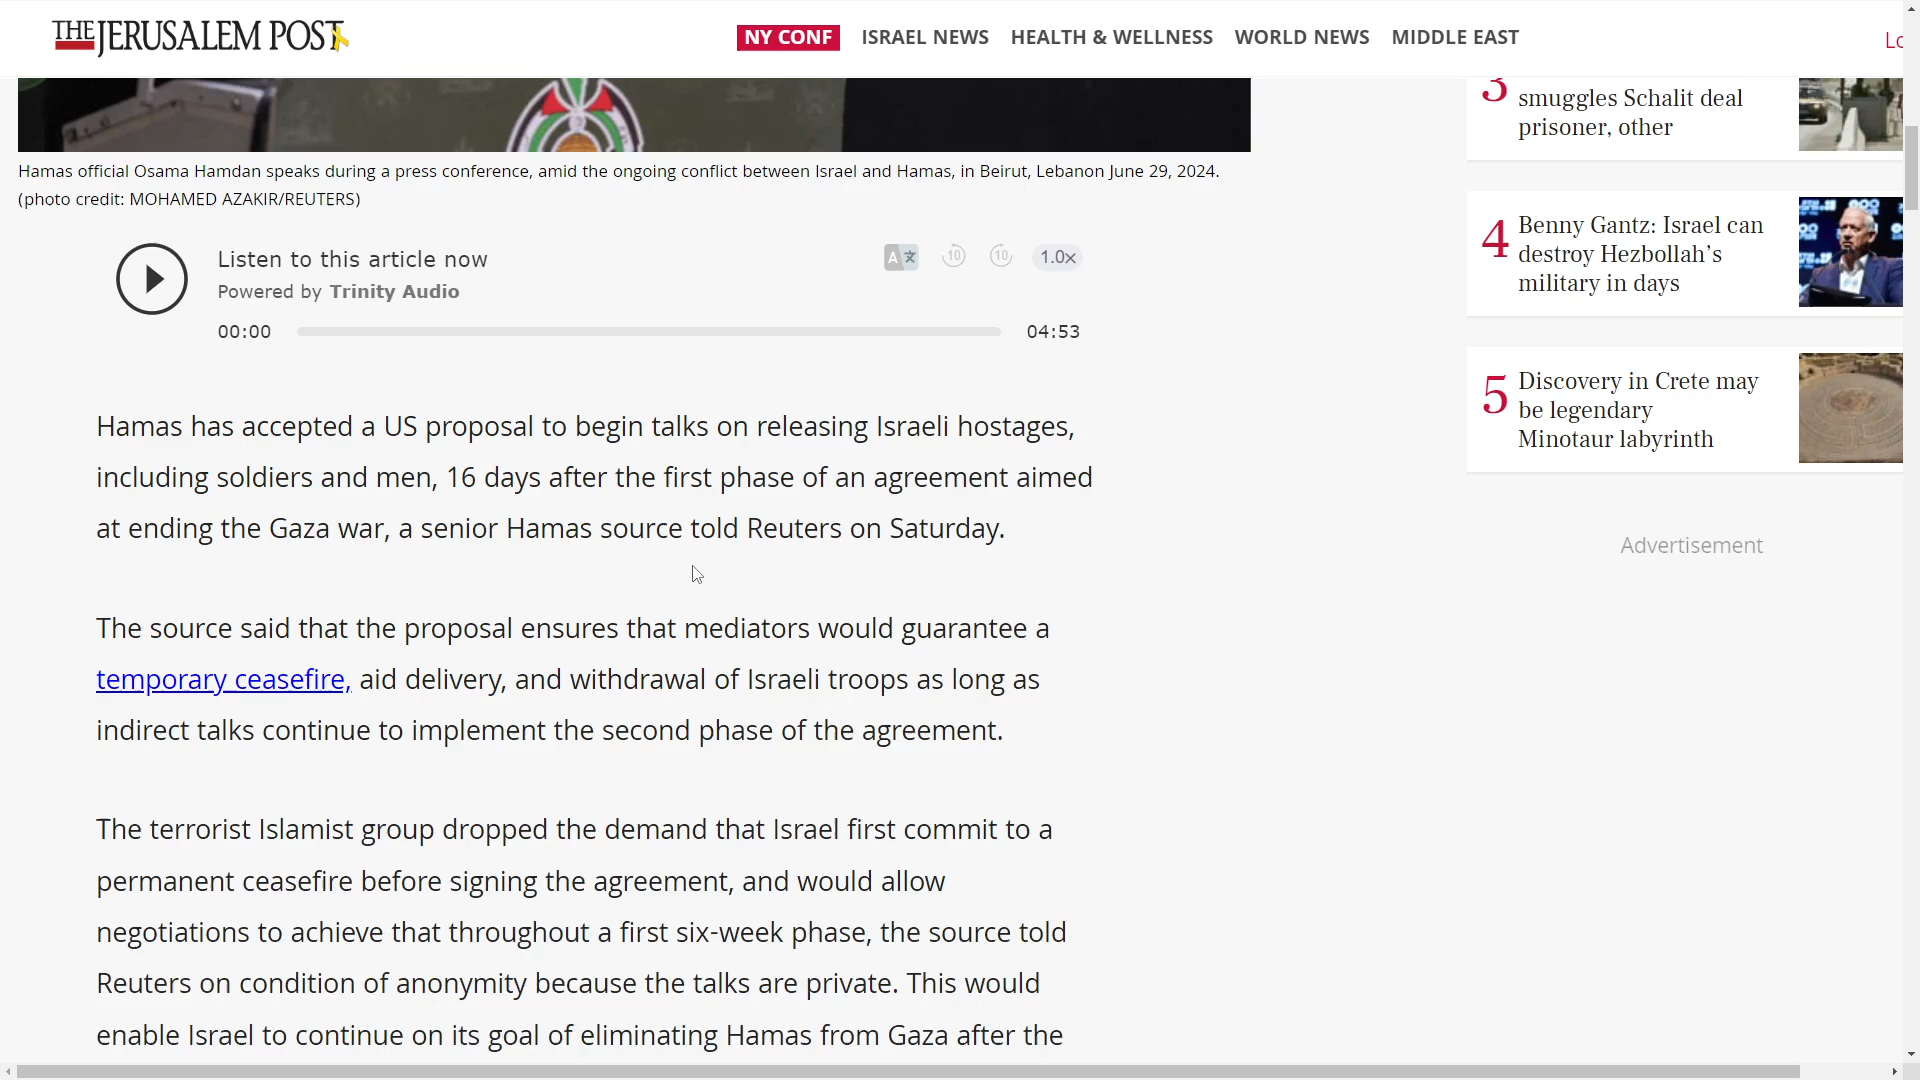 THE JERUSALEM POST
NY CONF ISRAEL NEWS HEALTH & WELLNESS WORLD NEWS MIDDLE EAST
Hamas official Osama Hamdan speaks during a press conference, amid the ongoing conflict between Israel and Hamas, in Beirut, Lebanon June 29, 2024.
(photo credit: MOHAMED AZAKIR/REUTERS)
Listen to this article now
Powered by Trinity Audio
10 10 1.0x
00:00 04:53
Hamas has accepted a US proposal to begin talks on releasing Israeli hostages,
including soldiers and men, 16 days after the first phase of an agreement aimed
at ending the Gaza war, a senior Hamas source told Reuters on Saturday.
The source said that the proposal ensures that mediators would guarantee a
temporary ceasefire, aid delivery, and withdrawal of Israeli troops as long as
indirect talks continue to implement the second phase of the agreement.
The terrorist Islamist group dropped the demand that Israel first commit to a
permanent ceasefire before signing the agreement, and would allow
negotiations to achieve that throughout a first six-week phase, the source told
Reuters on condition of anonymity because the talks are private. This would
enable Israel to continue on its goal of eliminating Hamas from Gaza after the
3
smuggles Schalit deal
prisoner, other
4
Benny Gantz: Israel can
destroy Hezbollah's
military in days
5
Discovery in Crete may
be legendary
Minotaur labyrinth
Advertisement